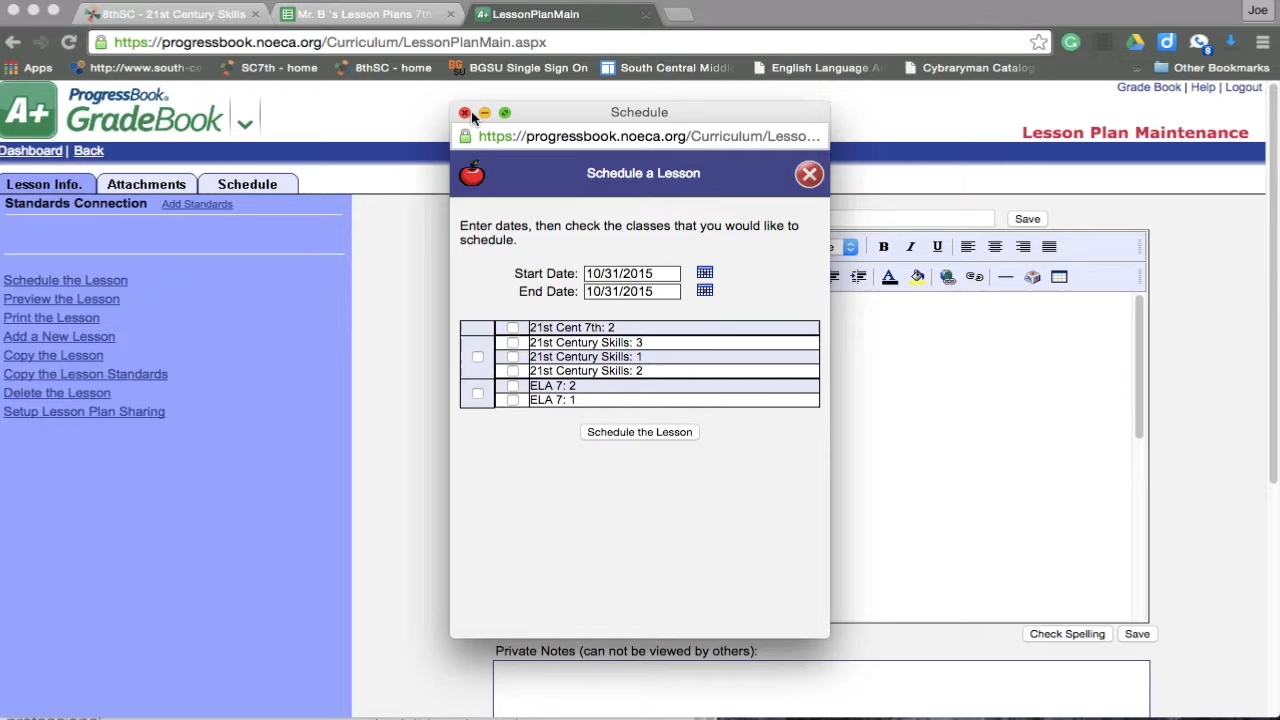 8thSC - 21st Century Skills
Mr. B 's Lesson Plans 7th
LessonPlanMain
Joe
https://progressbook.noeca.org/Curriculum/LessonPlanMain.aspx
Apps
http://www.south-ce
SC7th - home
8thSC - home
BGSU Single Sign On
South Central Middle
English Language A
Cybraryman Catalog
Other Bookmarks
A+
ProgressBook
GradeBook
Grade Book | Help | Logout
Lesson Plan Maintenance
Dashboard | Back
Lesson Info.
Attachments
Schedule
Standards Connection
Add Standards
Schedule the Lesson
Preview the Lesson
Print the Lesson
Add a New Lesson
Copy the Lesson
Copy the Lesson Standards
Delete the Lesson
Setup Lesson Plan Sharing
Schedule
https://progressbook.noeca.org/Curriculum/Lesso...
Schedule a Lesson
Enter dates, then check the classes that you would like to
schedule.
Start Date: 10/31/2015
End Date: 10/31/2015
21st Cent 7th: 2
21st Century Skills: 3
21st Century Skills: 1
21st Century Skills: 2
ELA 7: 2
ELA 7: 1
Schedule the Lesson
Save
B I U
A
Check Spelling
Save
Private Notes (can not be viewed by others):